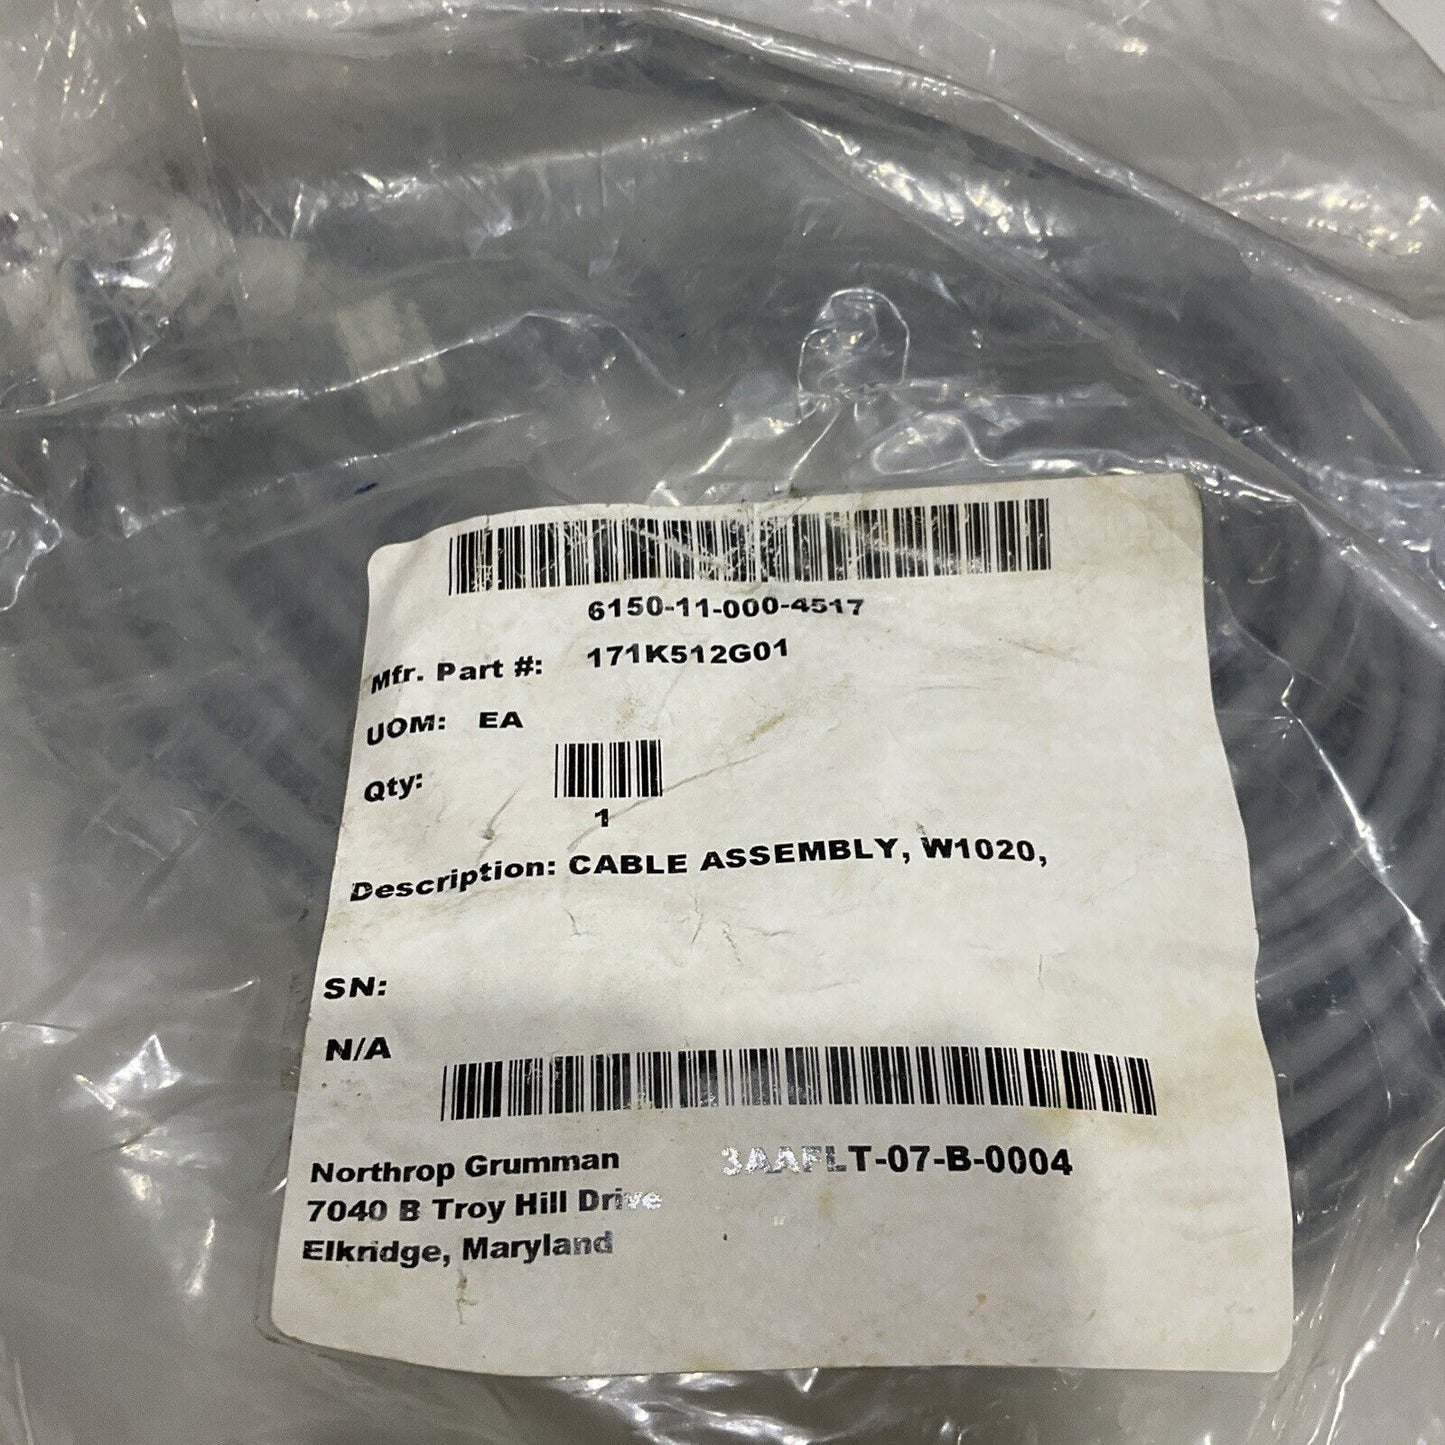 6150-11-000-4517
Mfr. Part #: 171K512G01
UOM: EA
Qty:
1
Description: CABLE ASSEMBLY, W1020,
SN:
N/A
3AAFLT-07-B-0004
Northrop Grumman
7040 B Troy Hill Drive
Elkridge, Maryland